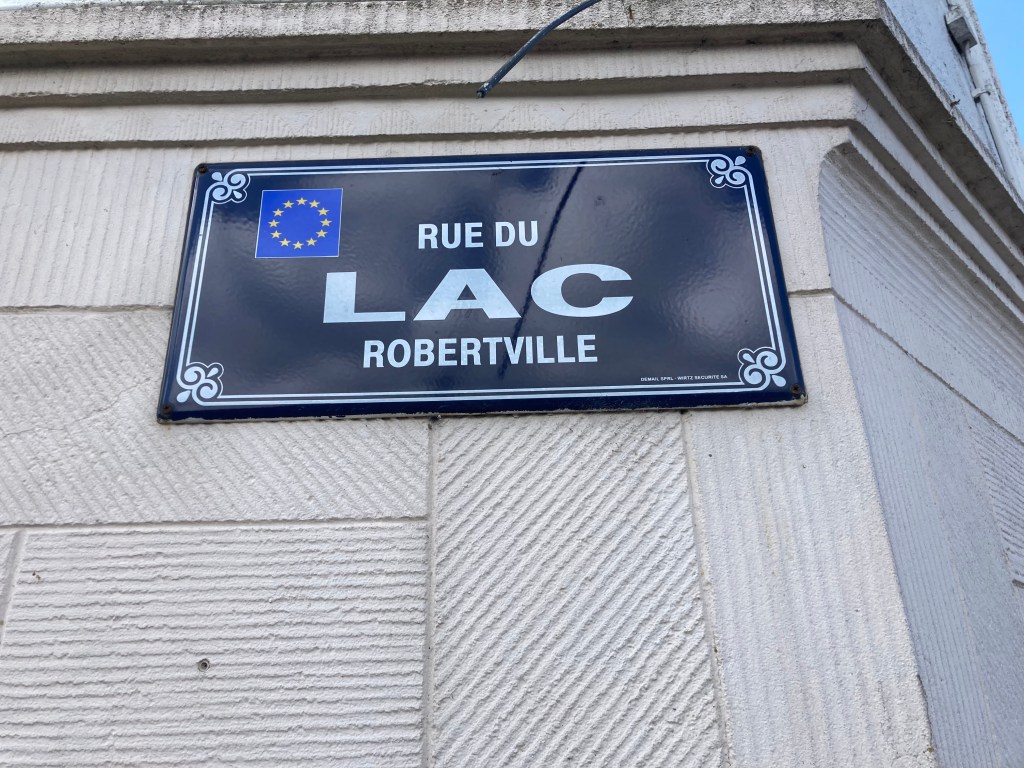 RUE DU
LAC
ROBERTVILLE
DEMAIL SPRL - WIRTZ SECURITE SA